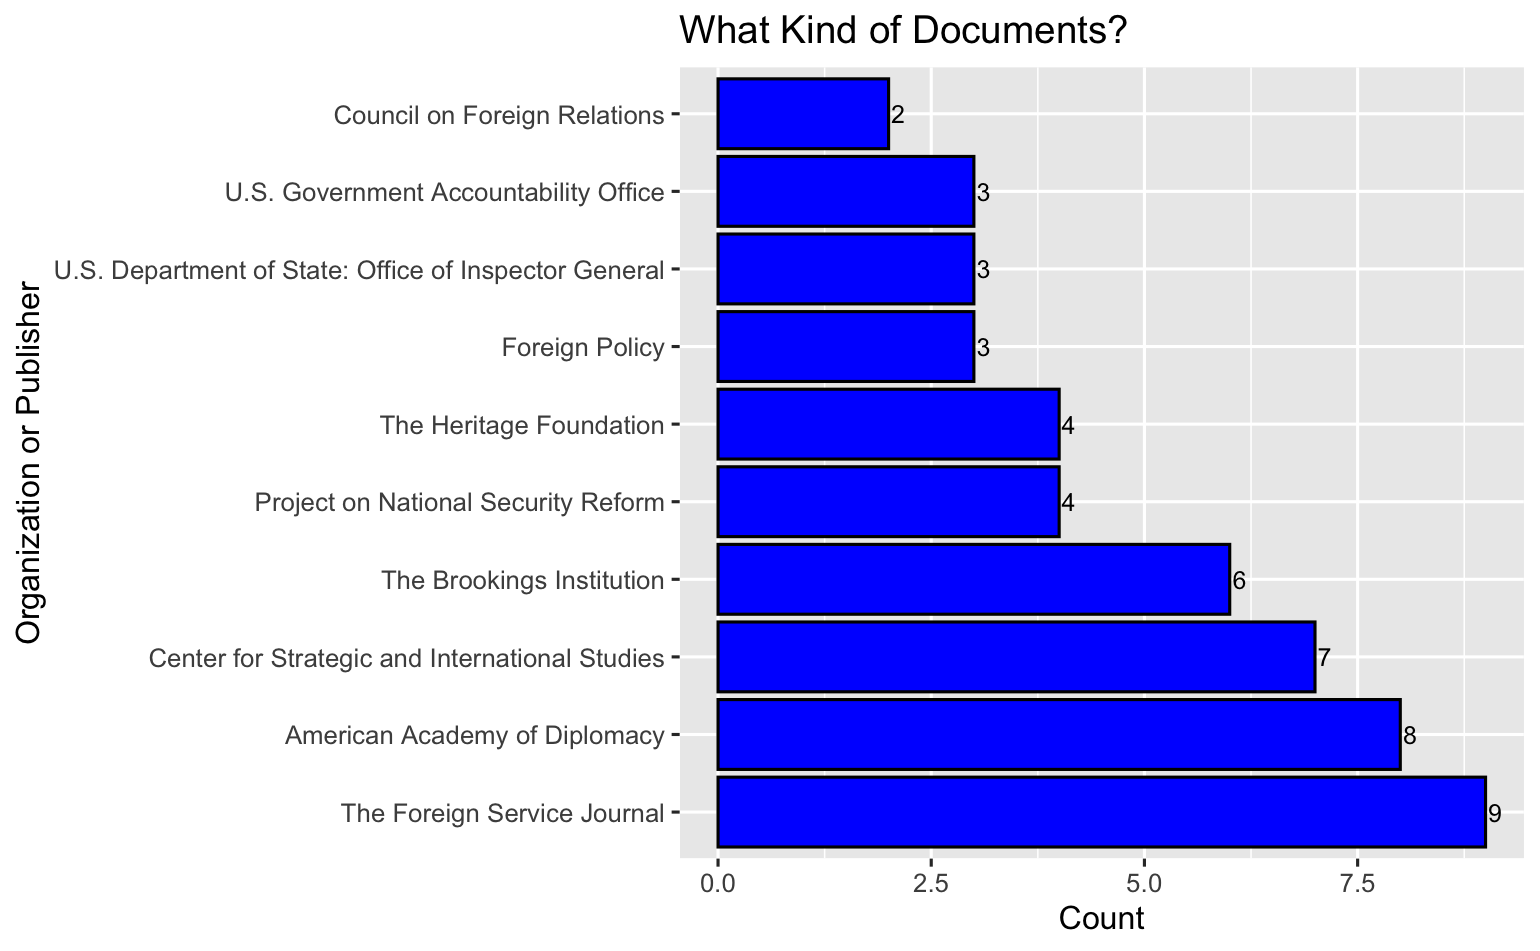 What Kind of Documents?
Organization or Publisher
Council on Foreign Relations 2
U.S. Government Accountability Office 3
U.S. Department of State: Office of Inspector General 3
Foreign Policy 3
The Heritage Foundation 4
Project on National Security Reform 4
The Brookings Institution 6
Center for Strategic and International Studies 7
American Academy of Diplomacy 8
The Foreign Service Journal 9
0.0 2.5 5.0 7.5
Count